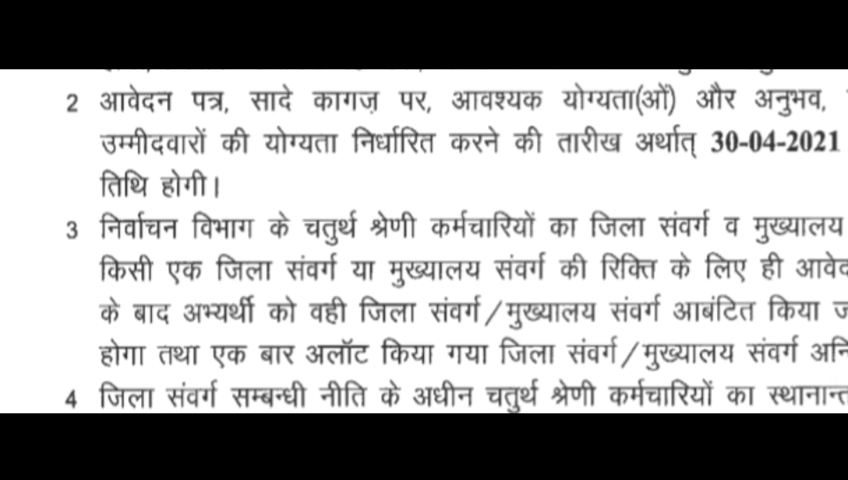 2 आवेदन पत्र, सादे कागज़ पर, आवश्यक योग्यता(ओं) और अनुभव,
उम्मीदवारों की योग्यता निर्धारित करने की तारीख अर्थात् 30-04-2021
तिथि होगी।
3 निर्वाचन विभाग के चतुर्थ श्रेणी कर्मचारियों का जिला संवर्ग व मुख्यालय
किसी एक जिला संवर्ग या मुख्यालय संवर्ग की रिक्ति के लिए ही
के बाद अभ्यर्थी को वही जिला संवर्ग/मुख्यालय संवर्ग आबंटित किया
होगा तथा एक बार अलॉट किया गया जिला संवर्ग/मुख्यालय संवर्ग
4 जिला संवर्ग सम्बन्धी नीति के अधीन चतुर्थ श्रेणी कर्मचारियों का